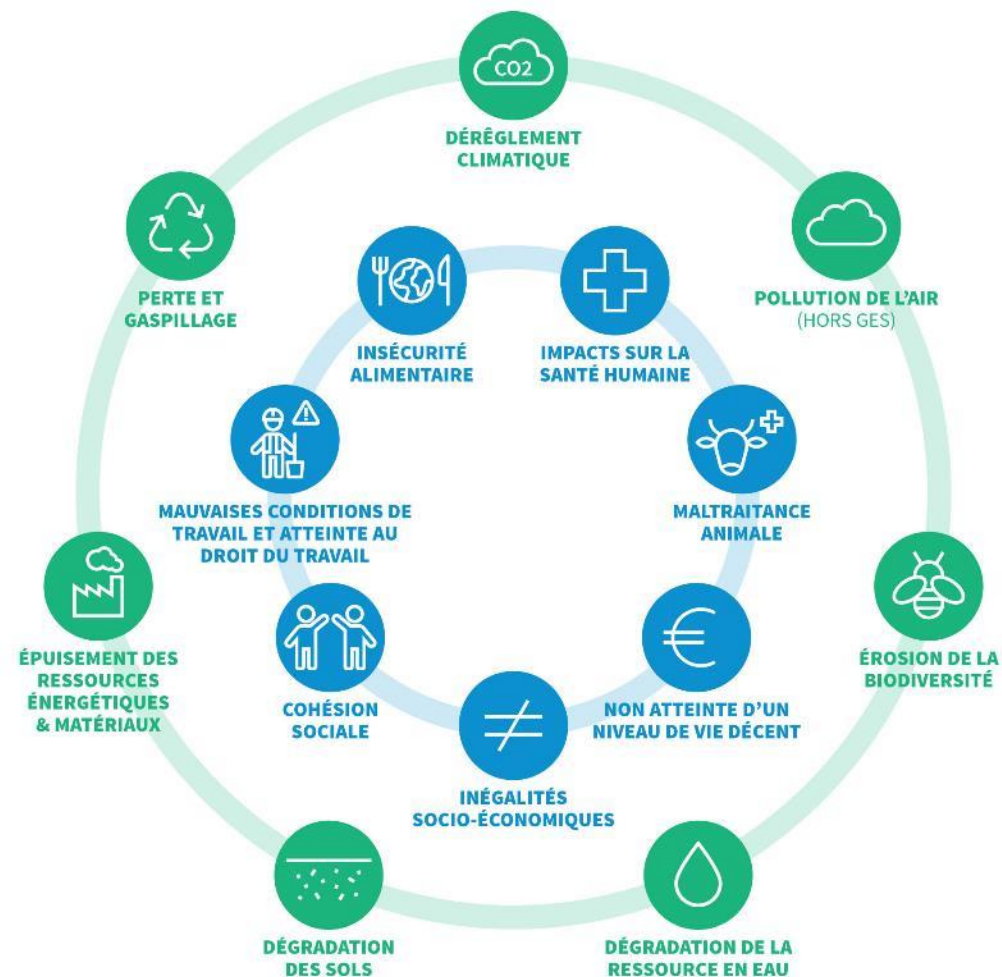 CO2
DÉRÊGLEMENT
CLIMATIQUE
PERTE ET
GASPILLAGE
POLLUTION DE L'AIR
(HORS GES)
INSÉCURITÉ
ALIMENTAIRE
IMPACTS SUR LA
SANTÉ HUMAINE
MAUVAISES CONDITIONS DE
TRAVAIL ET ATTEINTE AU
DROIT DU TRAVAIL
MALTRAITANCE
ANIMALE
ÉPUISEMENT DES
RESSOURCES
ÉNERGÉTIQUES
& MATÉRIAUX
ÉROSION DE LA
BIODIVERSITÉ
COHÉSION
SOCIALE
€
NON ATTEINTE D'UN
NIVEAU DE VIE DÉCENT
≠
INÉGALITÉS
SOCIO-ÉCONOMIQUES
DÉGRADATION
DES SOLS
DÉGRADATION DE LA
RESSOURCE EN EAU